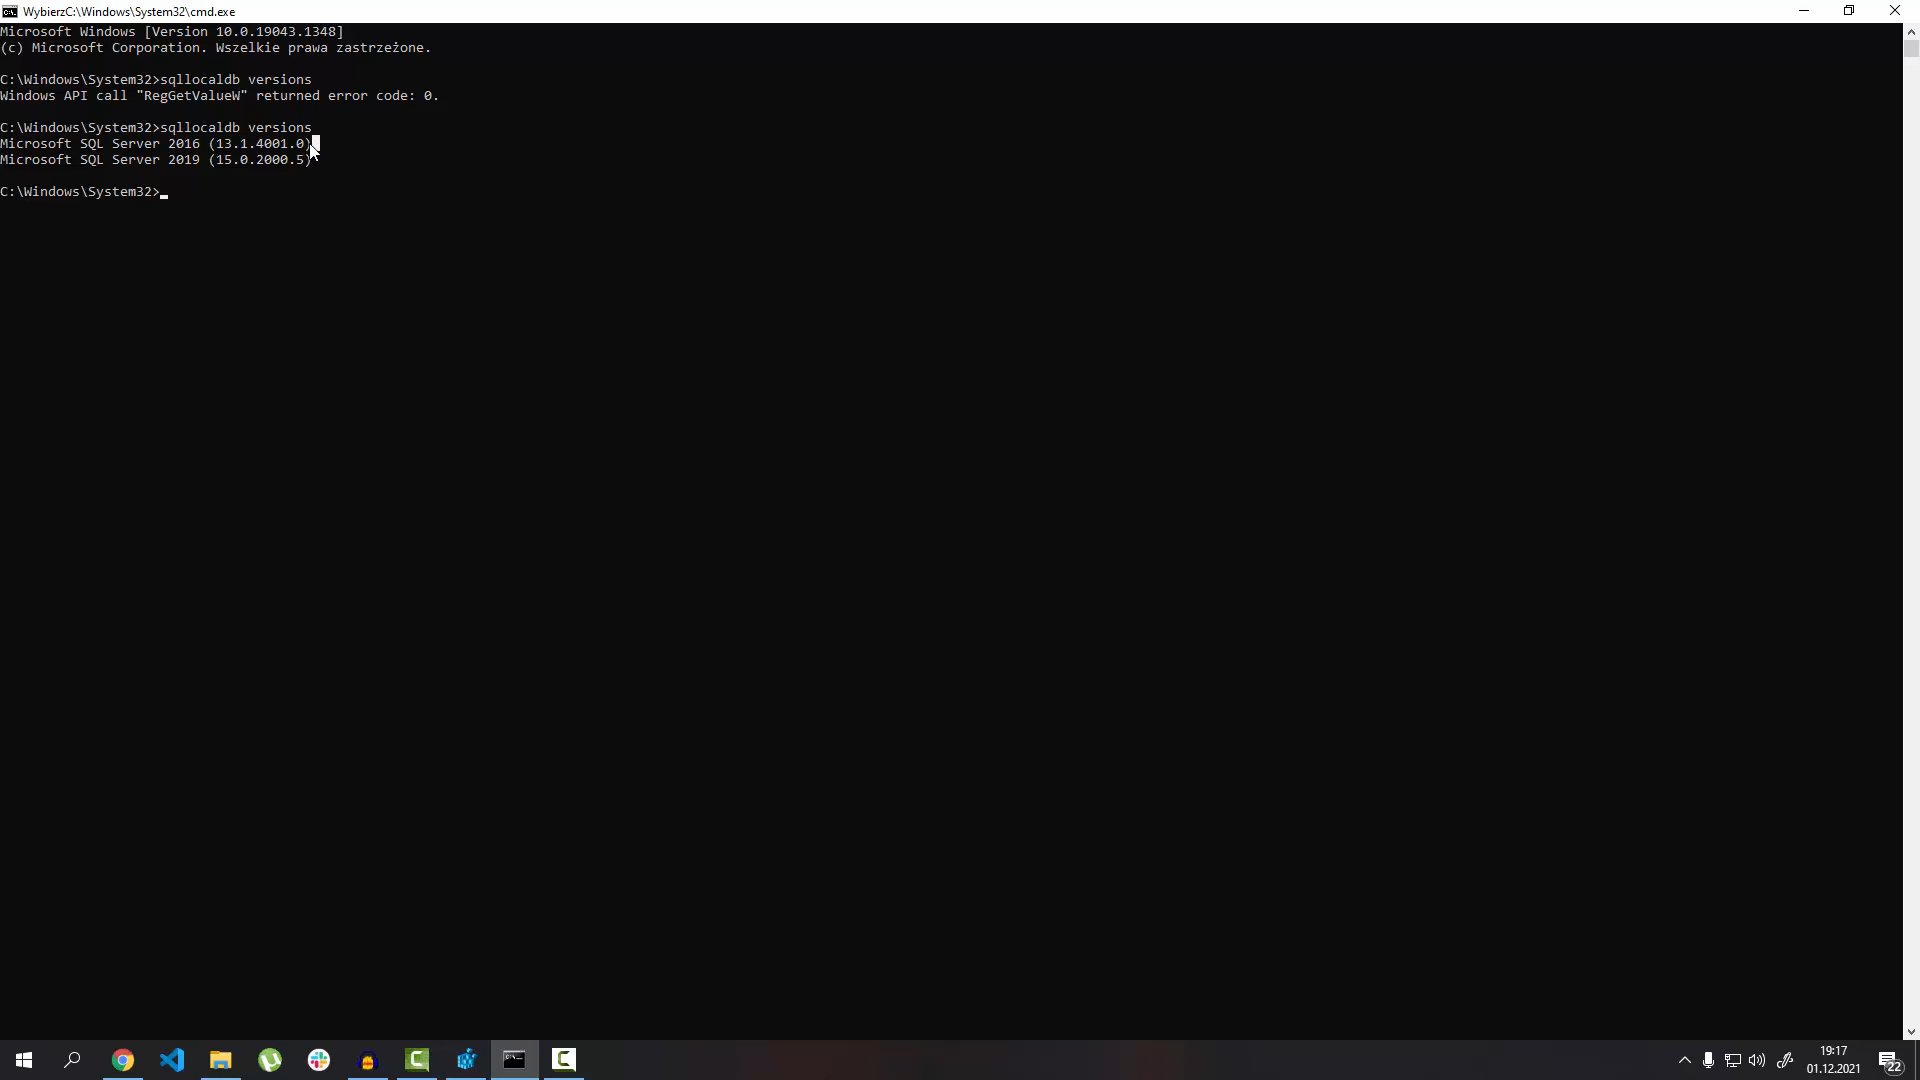 WybierzC:\Windows\System32\cmd.exe
Microsoft Windows [Version 10.0.19043.1348]
(c) Microsoft Corporation. Wszelkie prawa zastrzeżone.
C:\Windows\System32>sqllocaldb versions
Windows API call "RegGetValueW" returned error code: 0.
C:\Windows\System32>sqllocaldb versions
Microsoft SQL Server 2016 (13.1.4001.0)
Microsoft SQL Server 2019 (15.0.2000.5)
C:\Windows\System32>
19:17
01.12.2021
22